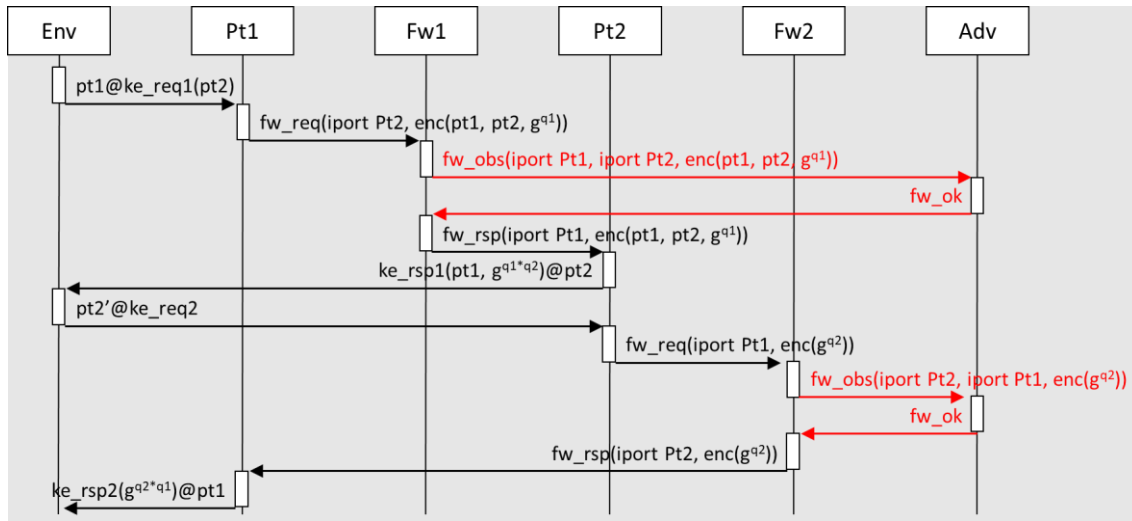 Env Pt1 Fw1 Pt2 Fw2 Adv
pt1@ke_req1(pt2)
fw_req(iport Pt2, enc(pt1, pt2, g^q1))
fw_obs(iport Pt1, iport Pt2, enc(pt1, pt2, g^q1))
fw_ok
fw_rsp(iport Pt1, enc(pt1, pt2, g^q1))
ke_rsp1(pt1, g^q1*q2)@pt2
pt2’@ke_req2
fw_req(iport Pt1, enc(g^q2))
fw_obs(iport Pt2, iport Pt1, enc(g^q2))
fw_ok
fw_rsp(iport Pt2, enc(g^q2))
ke_rsp2(g^q2*q1)@pt1